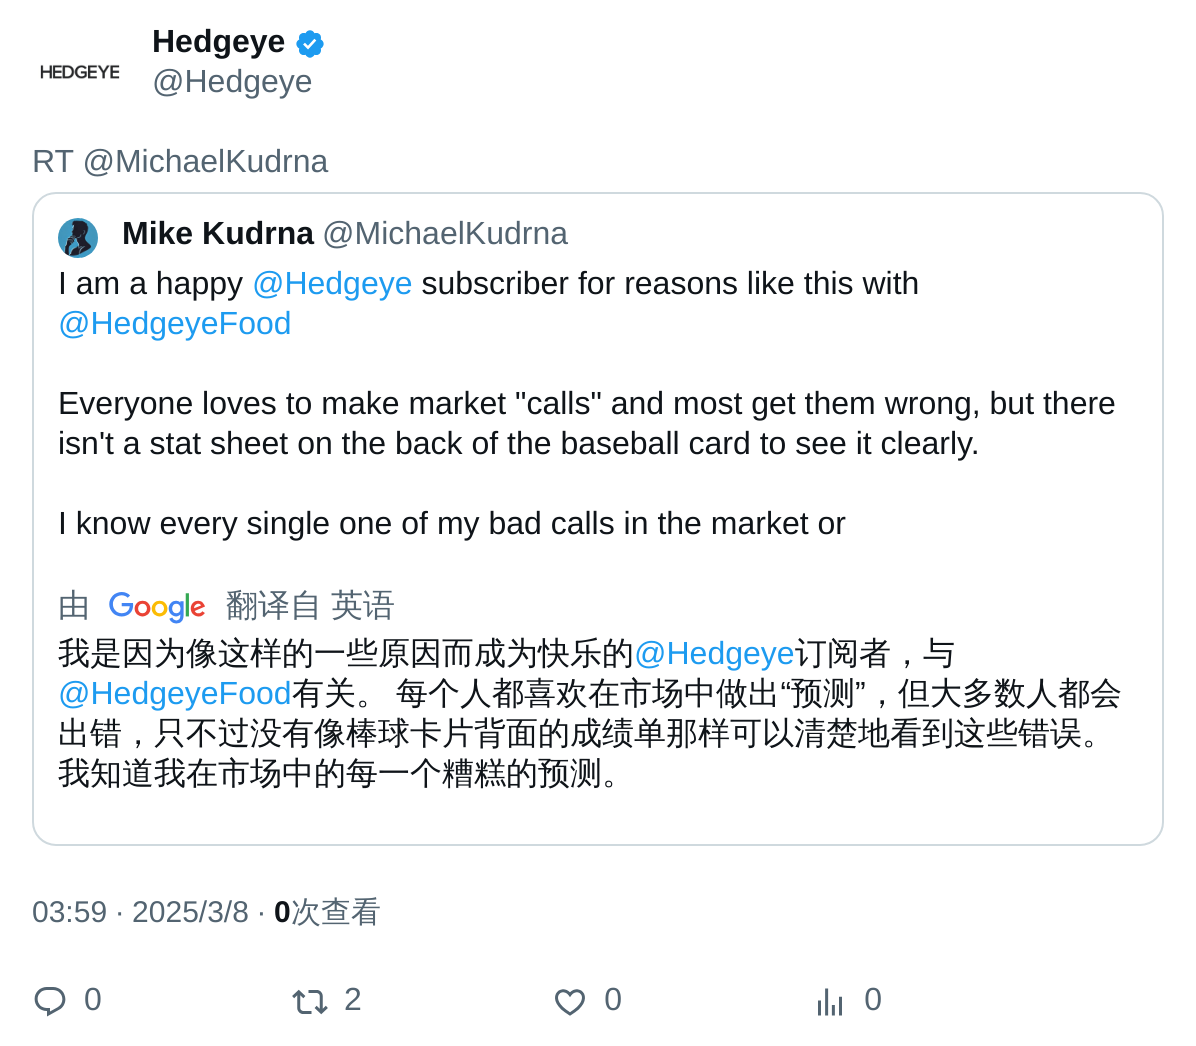 HEDGEYE
Hedgeye
@Hedgeye
RT @MichaelKudrna
Mike Kudrna @MichaelKudrna
I am a happy @Hedgeye subscriber for reasons like this with
@HedgeyeFood
Everyone loves to make market "calls" and most get them wrong, but there
isn't a stat sheet on the back of the baseball card to see it clearly.
I know every single one of my bad calls in the market or
由 Google 翻译自 英语
我是因为像这样的一些原因而成为快乐的@Hedgeye订阅者，与
@HedgeyeFood有关。 每个人都喜欢在市场中做出“预测”，但大多数人都会
出错，只不过没有像棒球卡片背面的成绩单那样可以清楚地看到这些错误。
我知道我在市场中的每一个糟糕的预测。
03:59 · 2025/3/8 · 0次查看
0 2 0 0